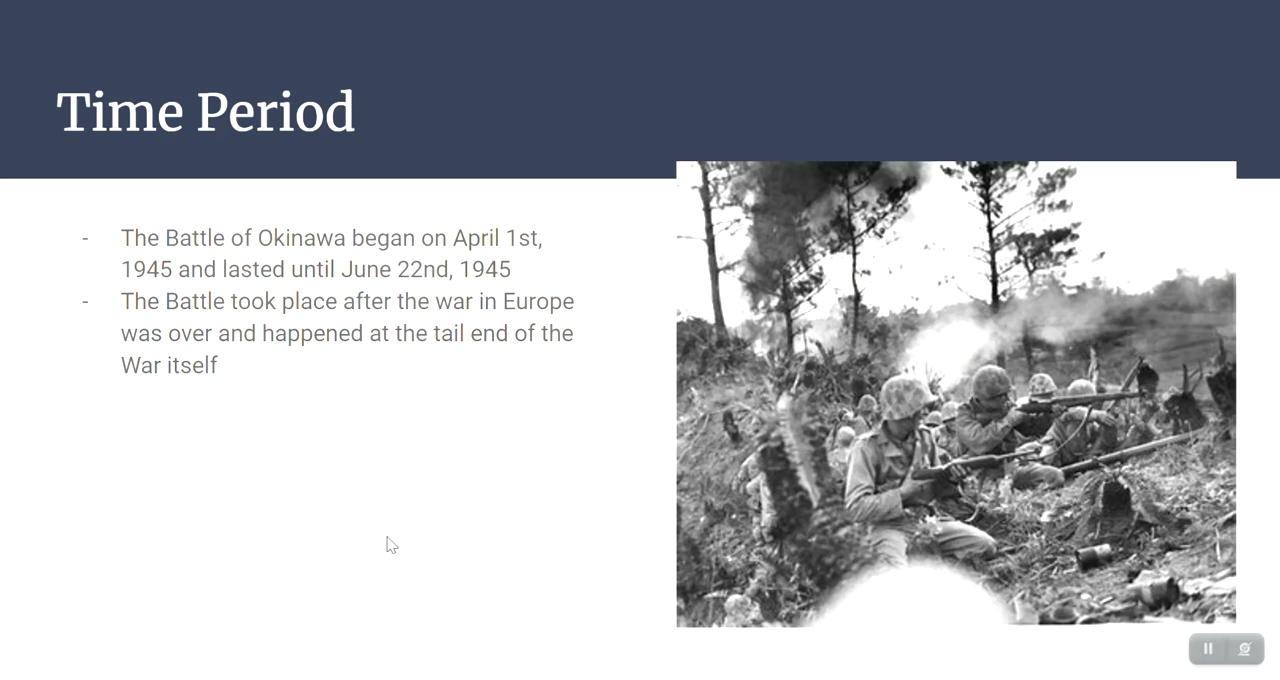 Time Period
- The Battle of Okinawa began on April 1st,
1945 and lasted until June 22nd, 1945
- The Battle took place after the war in Europe
was over and happened at the tail end of the
War itself